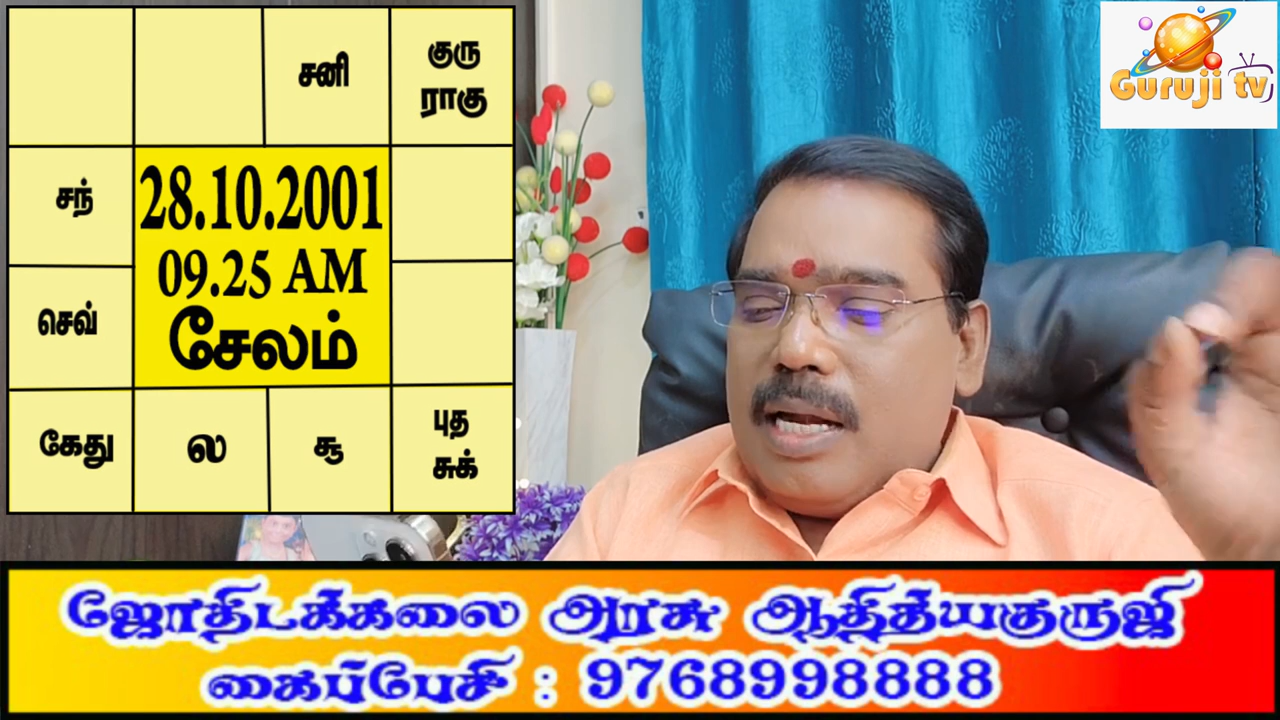 சனி
குரு
ராகு
சந்
செவ்
28.10.2001
09.25 AM
சேலம்
கேது
ல
சூ
புத
சுக்
Guruji tv
ஜோதிடக்கலை அரசு ஆதித்யகுருஜி
கைப்பேசி : 9768998888